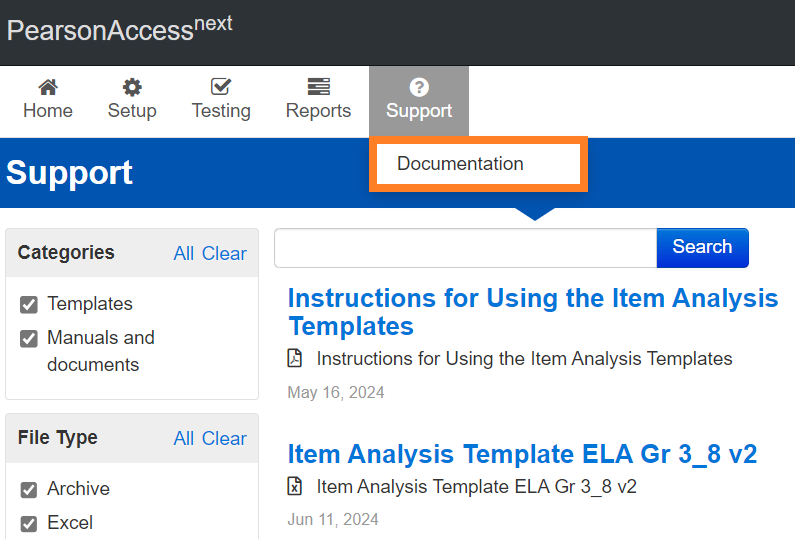 PearsonAccessnext
Home Setup Testing Reports Support
Documentation
Support
Categories All Clear
Templates
Manuals and
documents
File Type All Clear
Archive
Excel
Search
Instructions for Using the Item Analysis
Templates
Instructions for Using the Item Analysis Templates
May 16, 2024
Item Analysis Template ELA Gr 3_8 v2
Item Analysis Template ELA Gr 3_8 v2
Jun 11, 2024